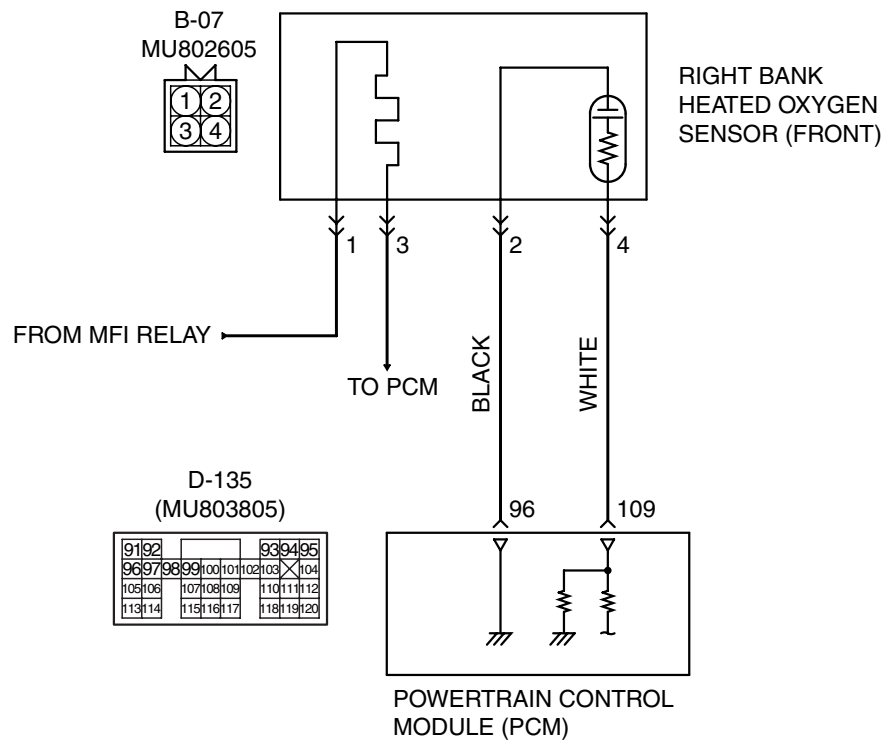 B-07
MU802605
1 2
3 4
RIGHT BANK
HEATED OXYGEN
SENSOR (FRONT)
1 3 2 4
FROM MFI RELAY
TO PCM
BLACK
WHITE
D-135
(MU803805)
96 109
91 92 93 94 95
96 97 98 99 100 101 102 103 104
105 106 107 108 109 110 111 112
113 114 115 116 117 118 119 120
POWERTRAIN CONTROL
MODULE (PCM)